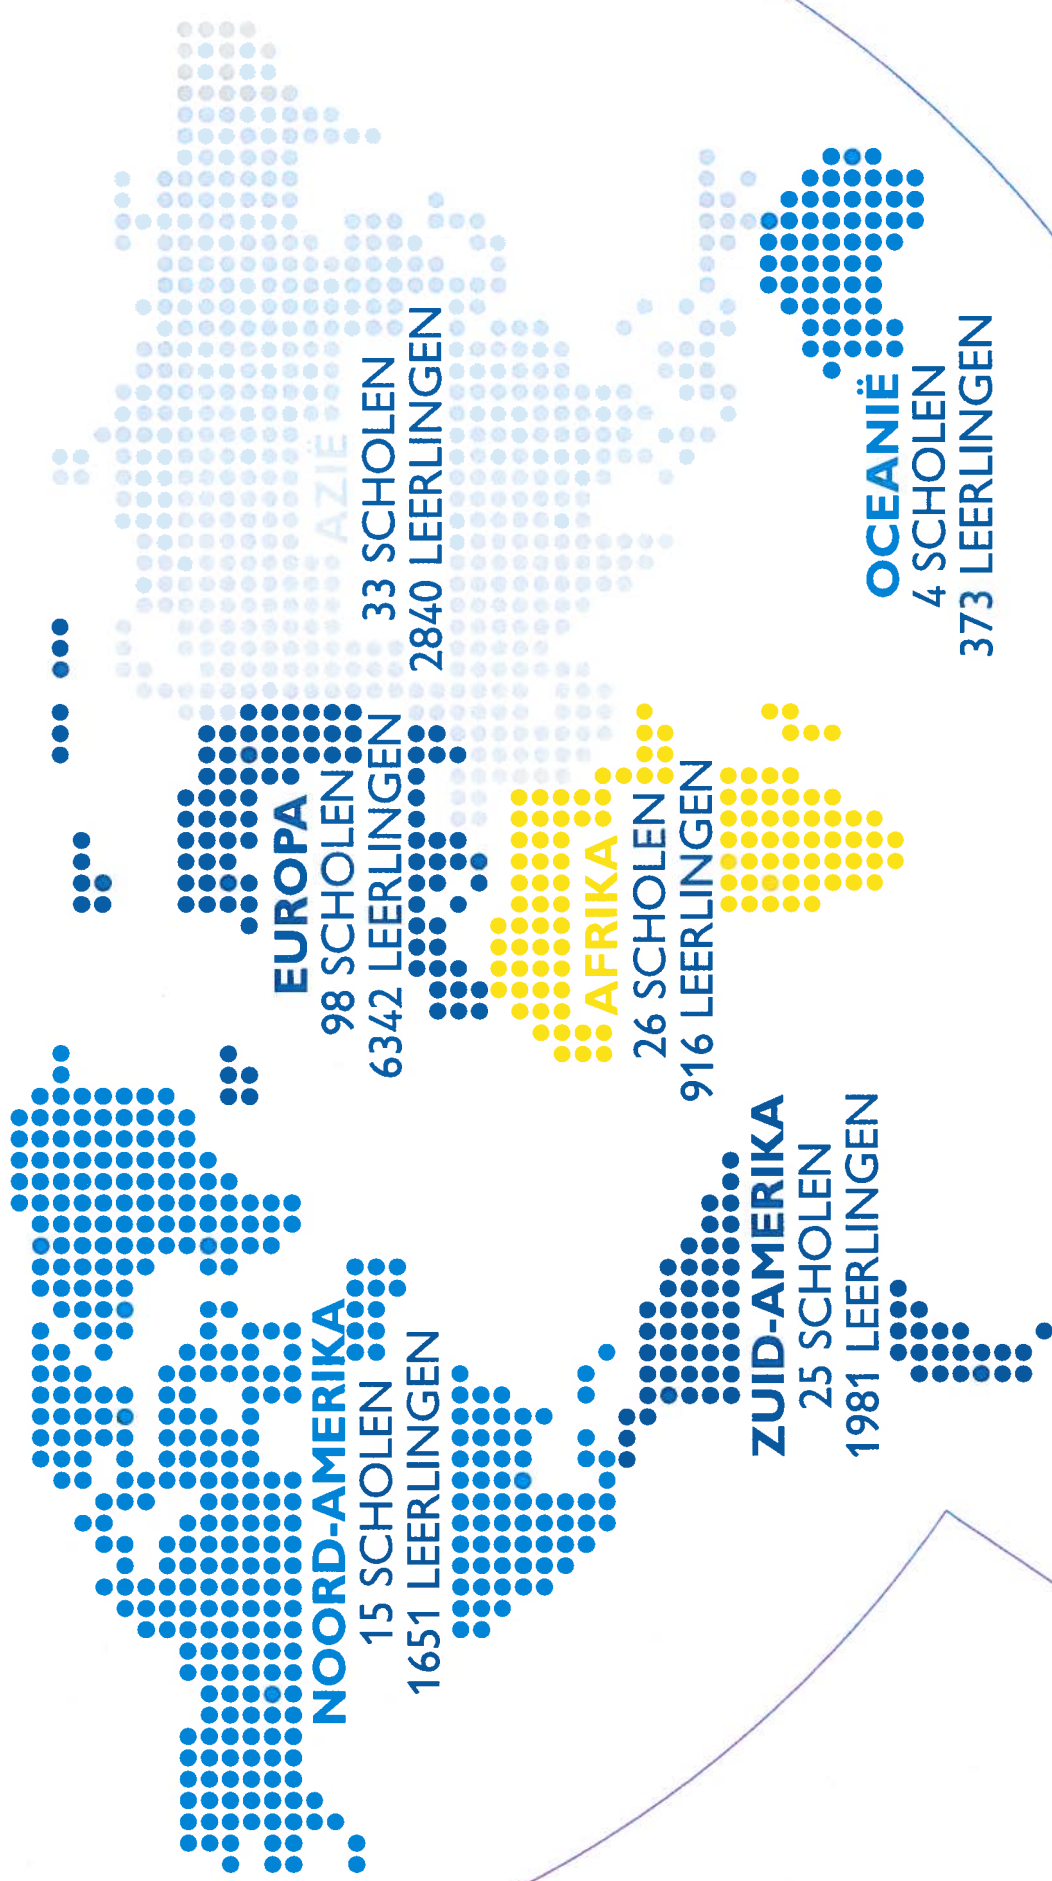 NOORD-AMERIKA
15 SCHOLEN
1651 LEERLINGEN
EUROPA
98 SCHOLEN
6342 LEERLINGEN
AZIË
33 SCHOLEN
2840 LEERLINGEN
AFRIKA
26 SCHOLEN
916 LEERLINGEN
ZUID-AMERIKA
25 SCHOLEN
1981 LEERLINGEN
OCEANIË
4 SCHOLEN
373 LEERLINGEN